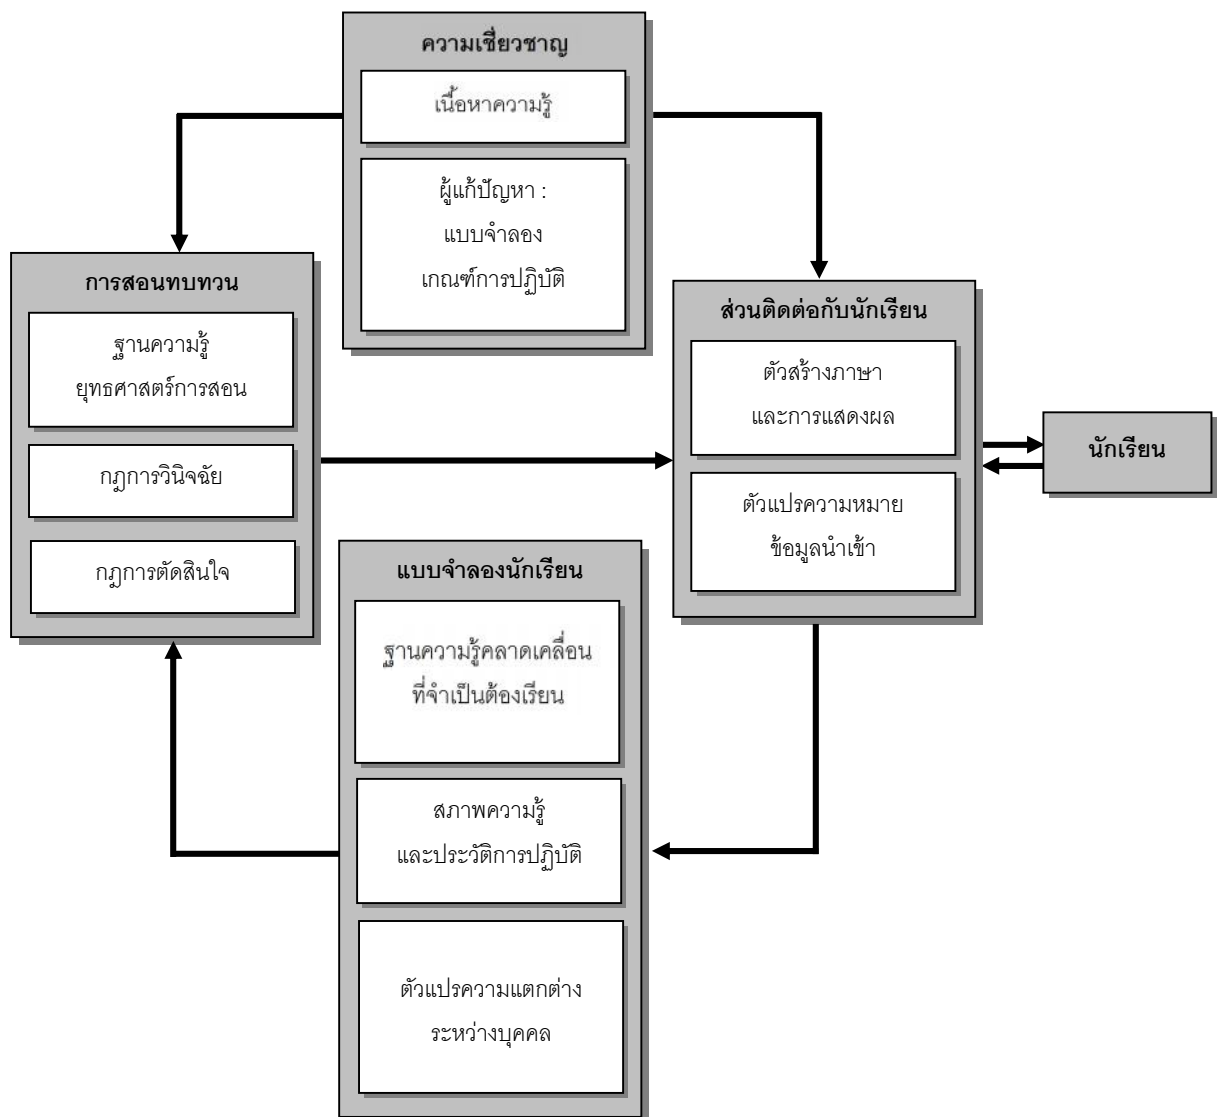 ความเชี่ยวชาญ
เนื้อหาความรู้
ผู้แก้ปัญหา :
แบบจำลอง
เกณฑ์การปฏิบัติ
การสอนทบทวน
ฐานความรู้
ยุทธศาสตร์การสอน
กฎการวินิจฉัย
กฎการตัดสินใจ
ส่วนติดต่อกับนักเรียน
ตัวสร้างภาษา
และการแสดงผล
ตัวแปรความหมาย
ข้อมูลนำเข้า
นักเรียน
แบบจำลองนักเรียน
ฐานความรู้คลาดเคลื่อน
ที่จำเป็นต้องเรียน
สภาพความรู้
และประวัติการปฏิบัติ
ตัวแปรความแตกต่าง
ระหว่างบุคคล